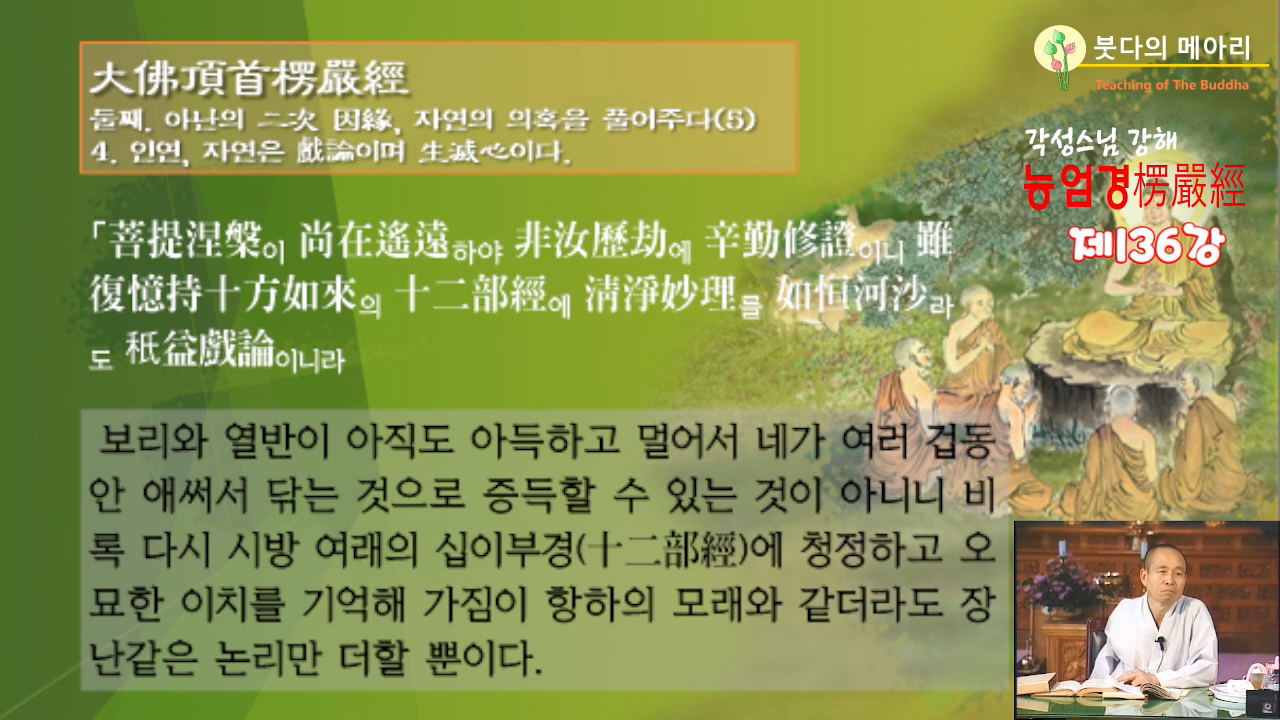 大佛頂首楞嚴經
둘째. 아난의 二次 因緣, 자연의 의혹을 풀어주다(5)
4. 인연, 자연은 戱論이며 生滅心이다.
「菩提涅槃이 尚在遙遠하야 非汝歷劫에 辛勤修證이니 雖
復憶持十方如來의 十二部經에 淸淨妙理를 如恒河沙라
도 秖益戱論이니라
보리와 열반이 아직도 아득하고 멀어서 네가 여러 겁동
안 애써서 닦는 것으로 증득할 수 있는 것이 아니니 비
록 다시 시방 여래의 십이부경(十二部經)에 청정하고 오
묘한 이치를 기억해 가짐이 항하의 모래와 같더라도 장
난같은 논리만 더할 뿐이다.
붓다의 메아리
Teaching of The Buddha
각성스님 강해
능엄경楞嚴經
제136강